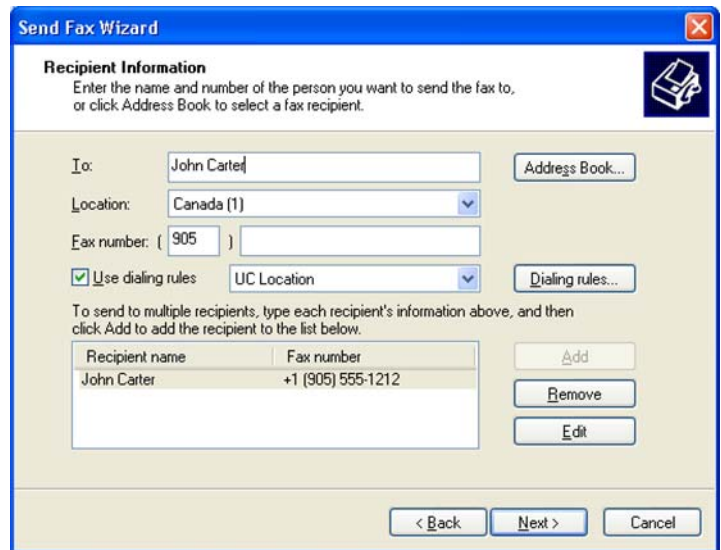 Send Fax Wizard
Recipient Information
Enter the name and number of the person you want to send the fax to,
or click Address Book to select a fax recipient.
To: John Carter Address Book...
Location: Canada (1)
Fax number: ( 905 )
Use dialing rules UC Location Dialing rules...
To send to multiple recipients, type each recipient's information above, and then
click Add to add the recipient to the list below.
Recipient name Fax number Add
John Carter +1 (905) 555-1212
Remove
Edit
< Back Next > Cancel